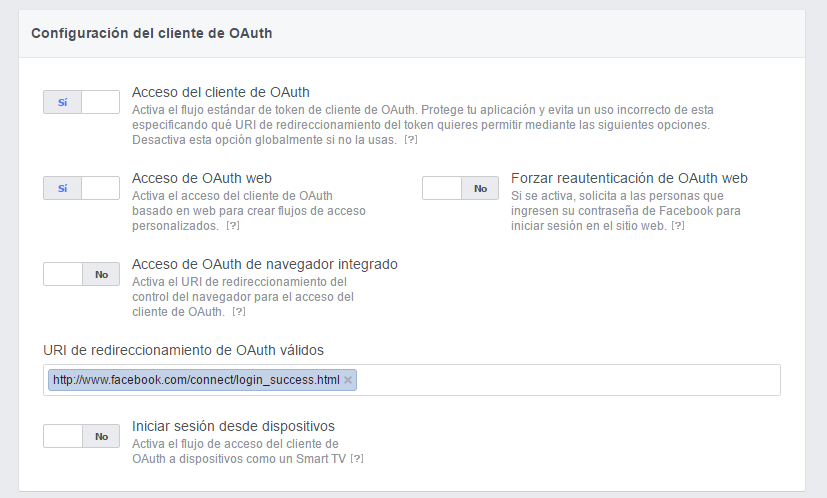 Configuración del cliente de OAuth
Sí
Acceso del cliente de OAuth
Activa el flujo estándar de token de cliente de OAuth. Protege tu aplicación y evita un uso incorrecto de esta
especificando qué URI de redireccionamiento del token quieres permitir mediante las siguientes opciones.
Desactiva esta opción globalmente si no la usas. [?]
Sí
Acceso de OAuth web
Activa el acceso del cliente de OAuth
basado en web para crear flujos de acceso
personalizados. [?]
No
Forzar reautenticación de OAuth web
Si se activa, solicita a las personas que
ingresen su contraseña de Facebook para
iniciar sesión en el sitio web. [?]
No
Acceso de OAuth de navegador integrado
Activa el URI de redireccionamiento del
control del navegador para el acceso del
cliente de OAuth. [?]
URI de redireccionamiento de OAuth válidos
http://www.facebook.com/connect/login_success.html ×
No
Iniciar sesión desde dispositivos
Activa el flujo de acceso del cliente de
OAuth a dispositivos como un Smart TV [?]